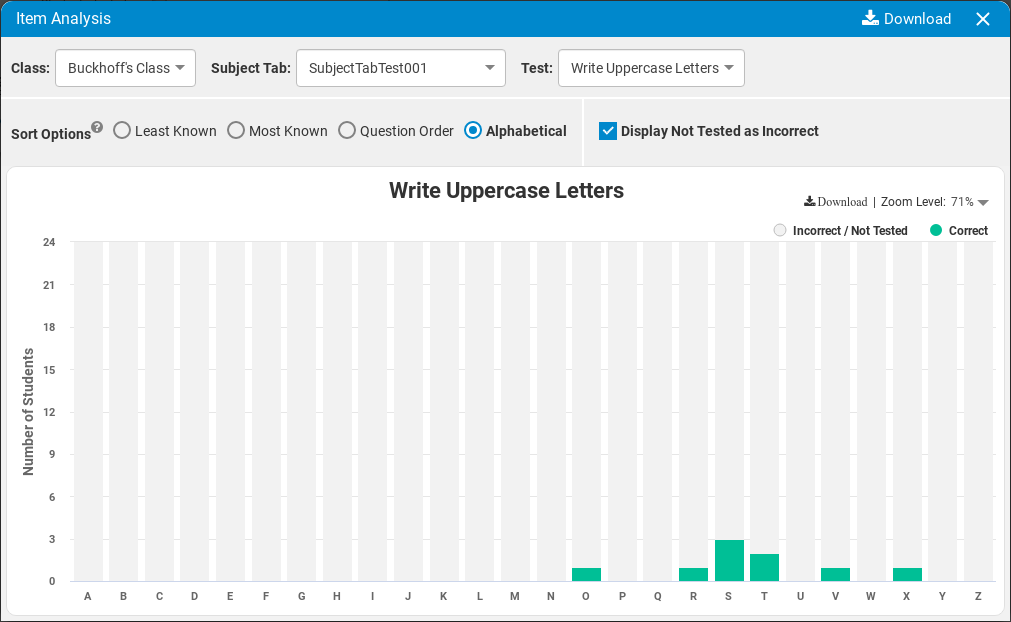 Item Analysis Download
Class: Buckhoff's Class Subject Tab: SubjectTabTest001 Test: Write Uppercase Letters
Sort Options? Least Known Most Known Question Order Alphabetical Display Not Tested as Incorrect
Write Uppercase Letters
Download | Zoom Level: 71%
Incorrect / Not Tested Correct
Number of Students
24
21
18
15
12
9
6
3
0
A B C D E F G H I J K L M N O P Q R S T U V W X Y Z